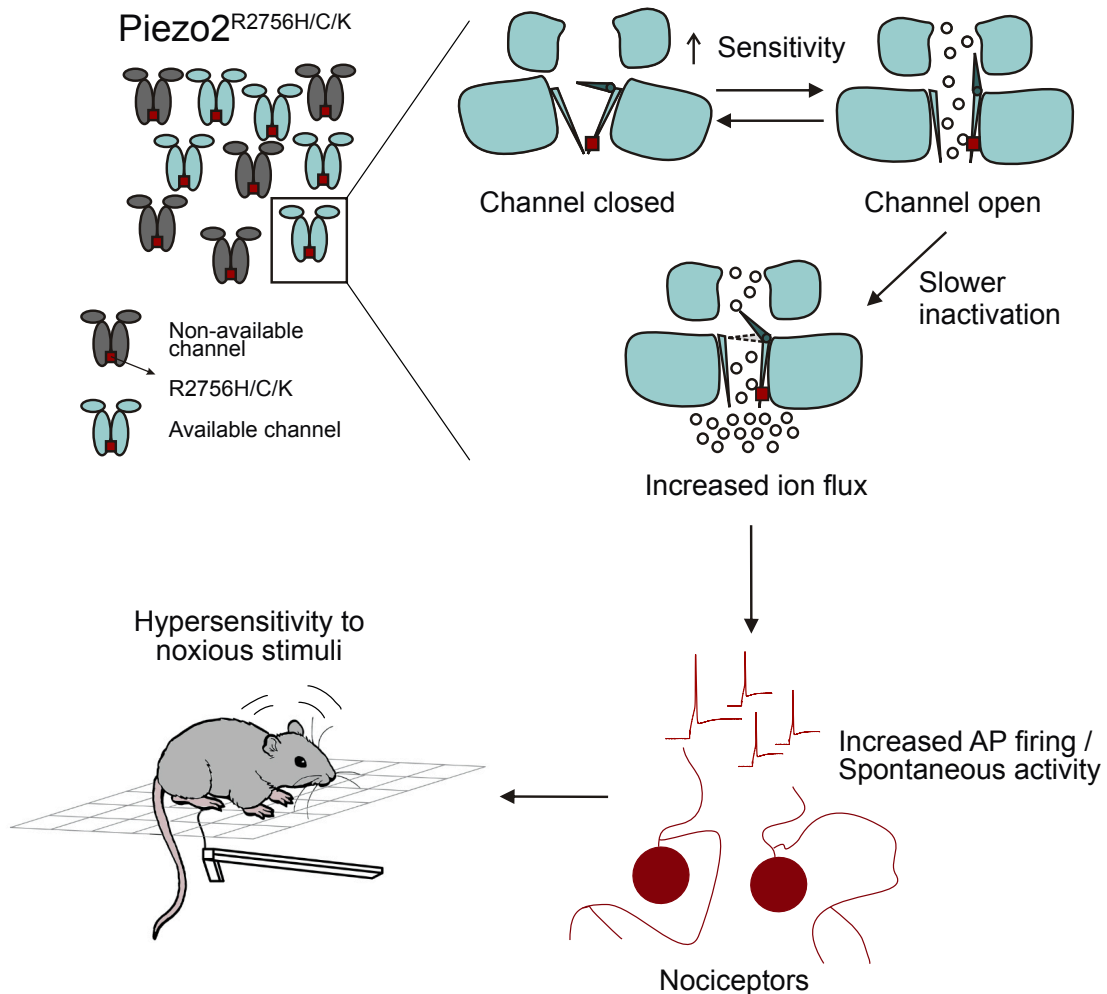 Piezo2R2756H/C/K
↑ Sensitivity
Channel closed
Channel open
Slower
inactivation
Non-available
channel
R2756H/C/K
Available channel
Increased ion flux
Hypersensitivity to
noxious stimuli
Increased AP firing /
Spontaneous activity
Nociceptors